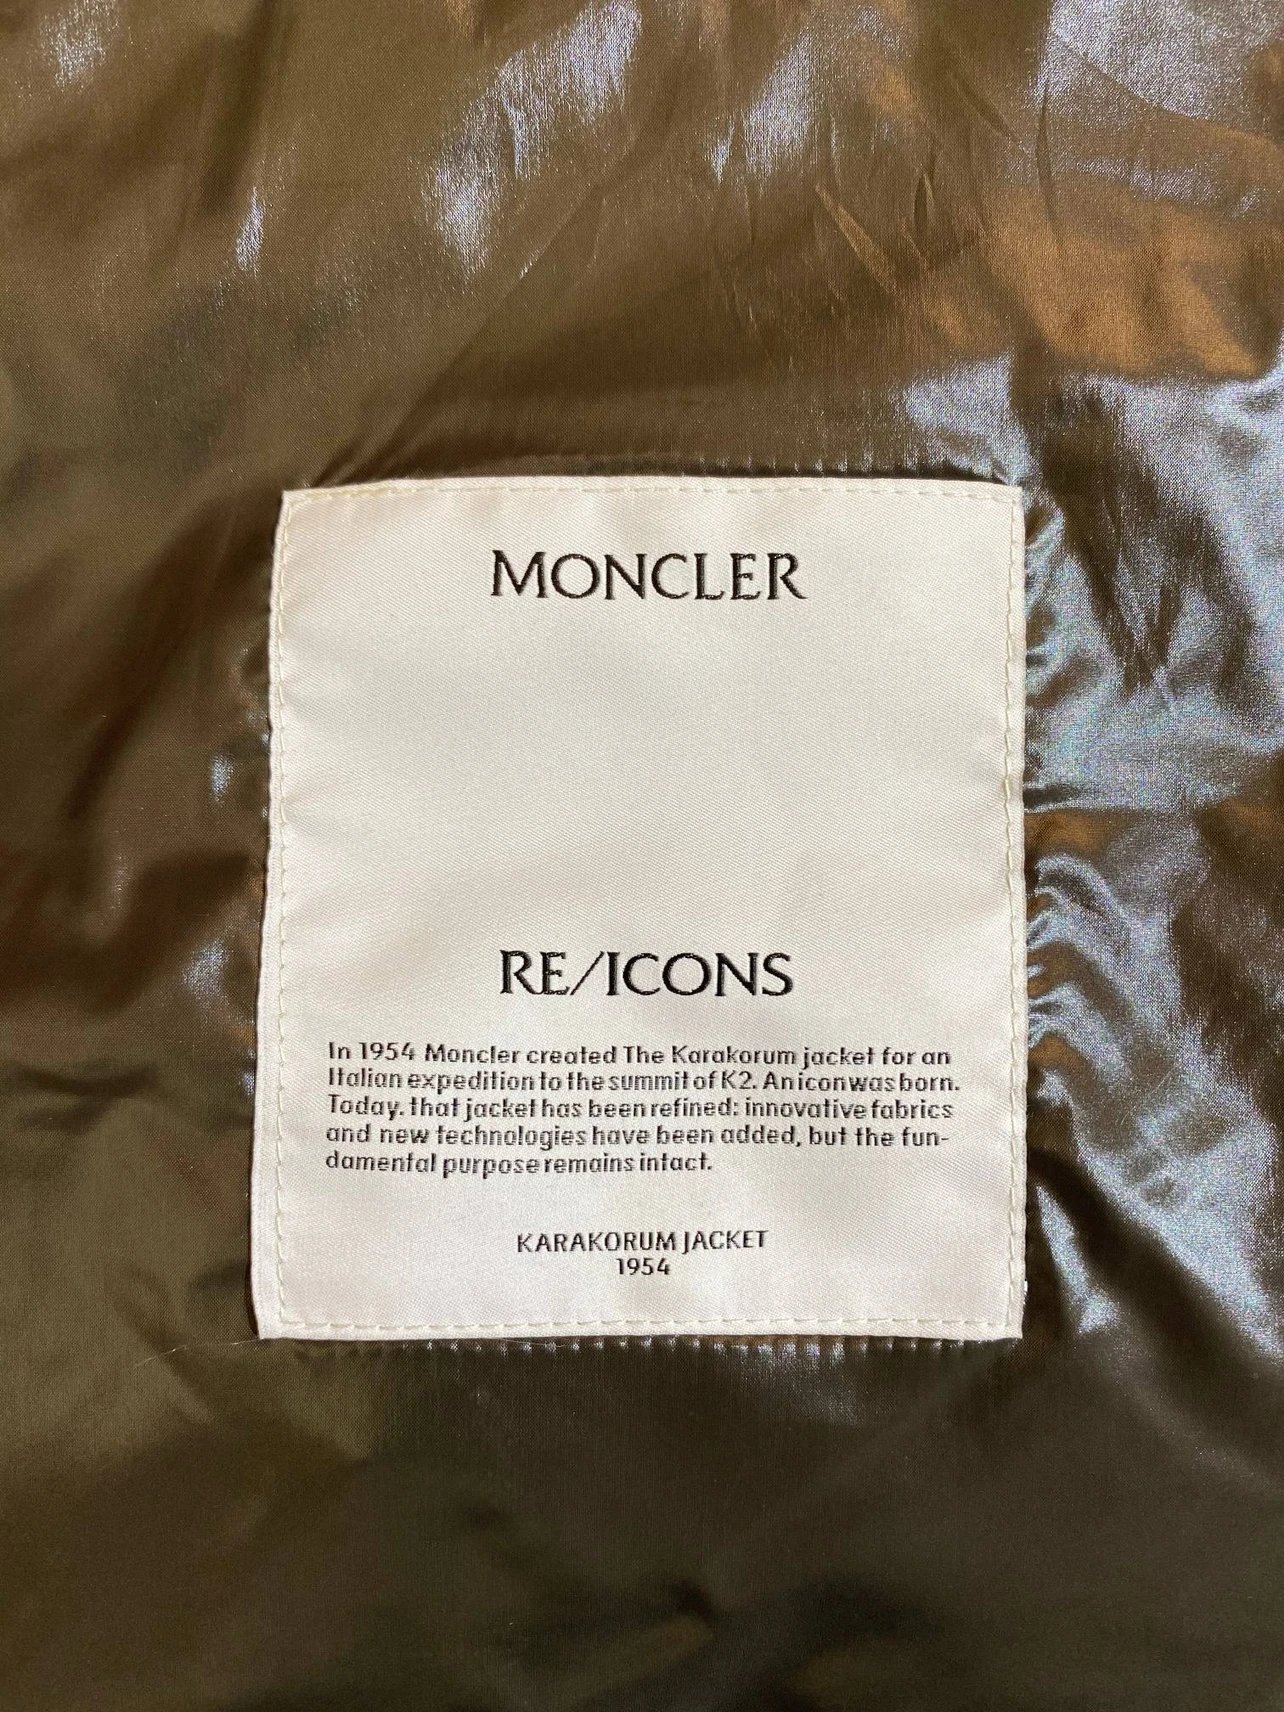 MONCLER
RE/ICONS
In 1954 Moncler created The Karakorum jacket for an
Italian expedition to the summit of K2. An icon was born.
Today, that jacket has been refined: innovative fabrics
and new technologies have been added, but the fun-
damental purpose remains intact.
KARAKORUM JACKET
1954